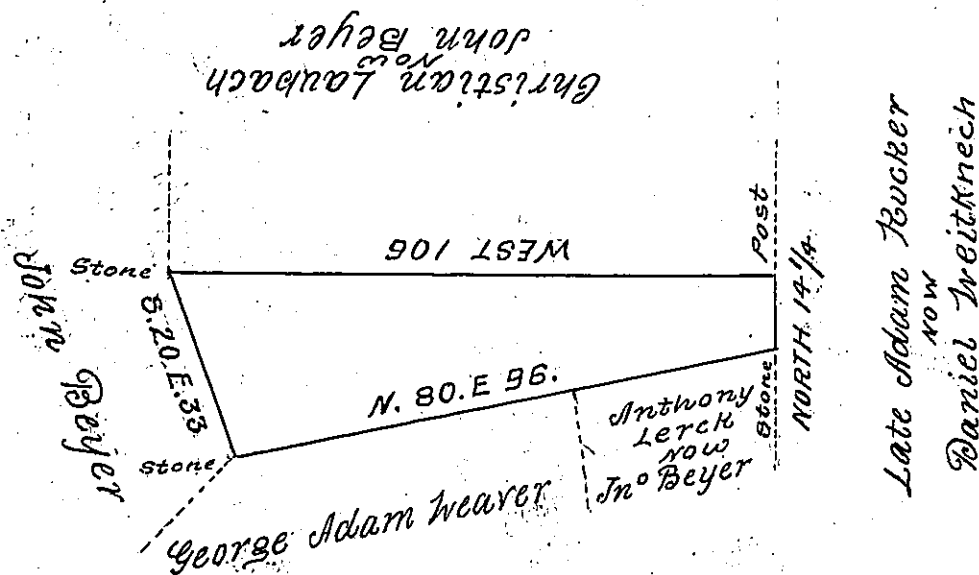 Christian Laubach
Now
John Beyer
WEST 106
Post
Stone
John Beyer
S. 20. E. 33
Stone
N. 80. E 96.
Stone
NORTH 14 1/4
Anthony
Lerch
NOW
Jnº Beyer
George Adam Weaver
Late Adam Rucker
NOW
Daniel Weitknech